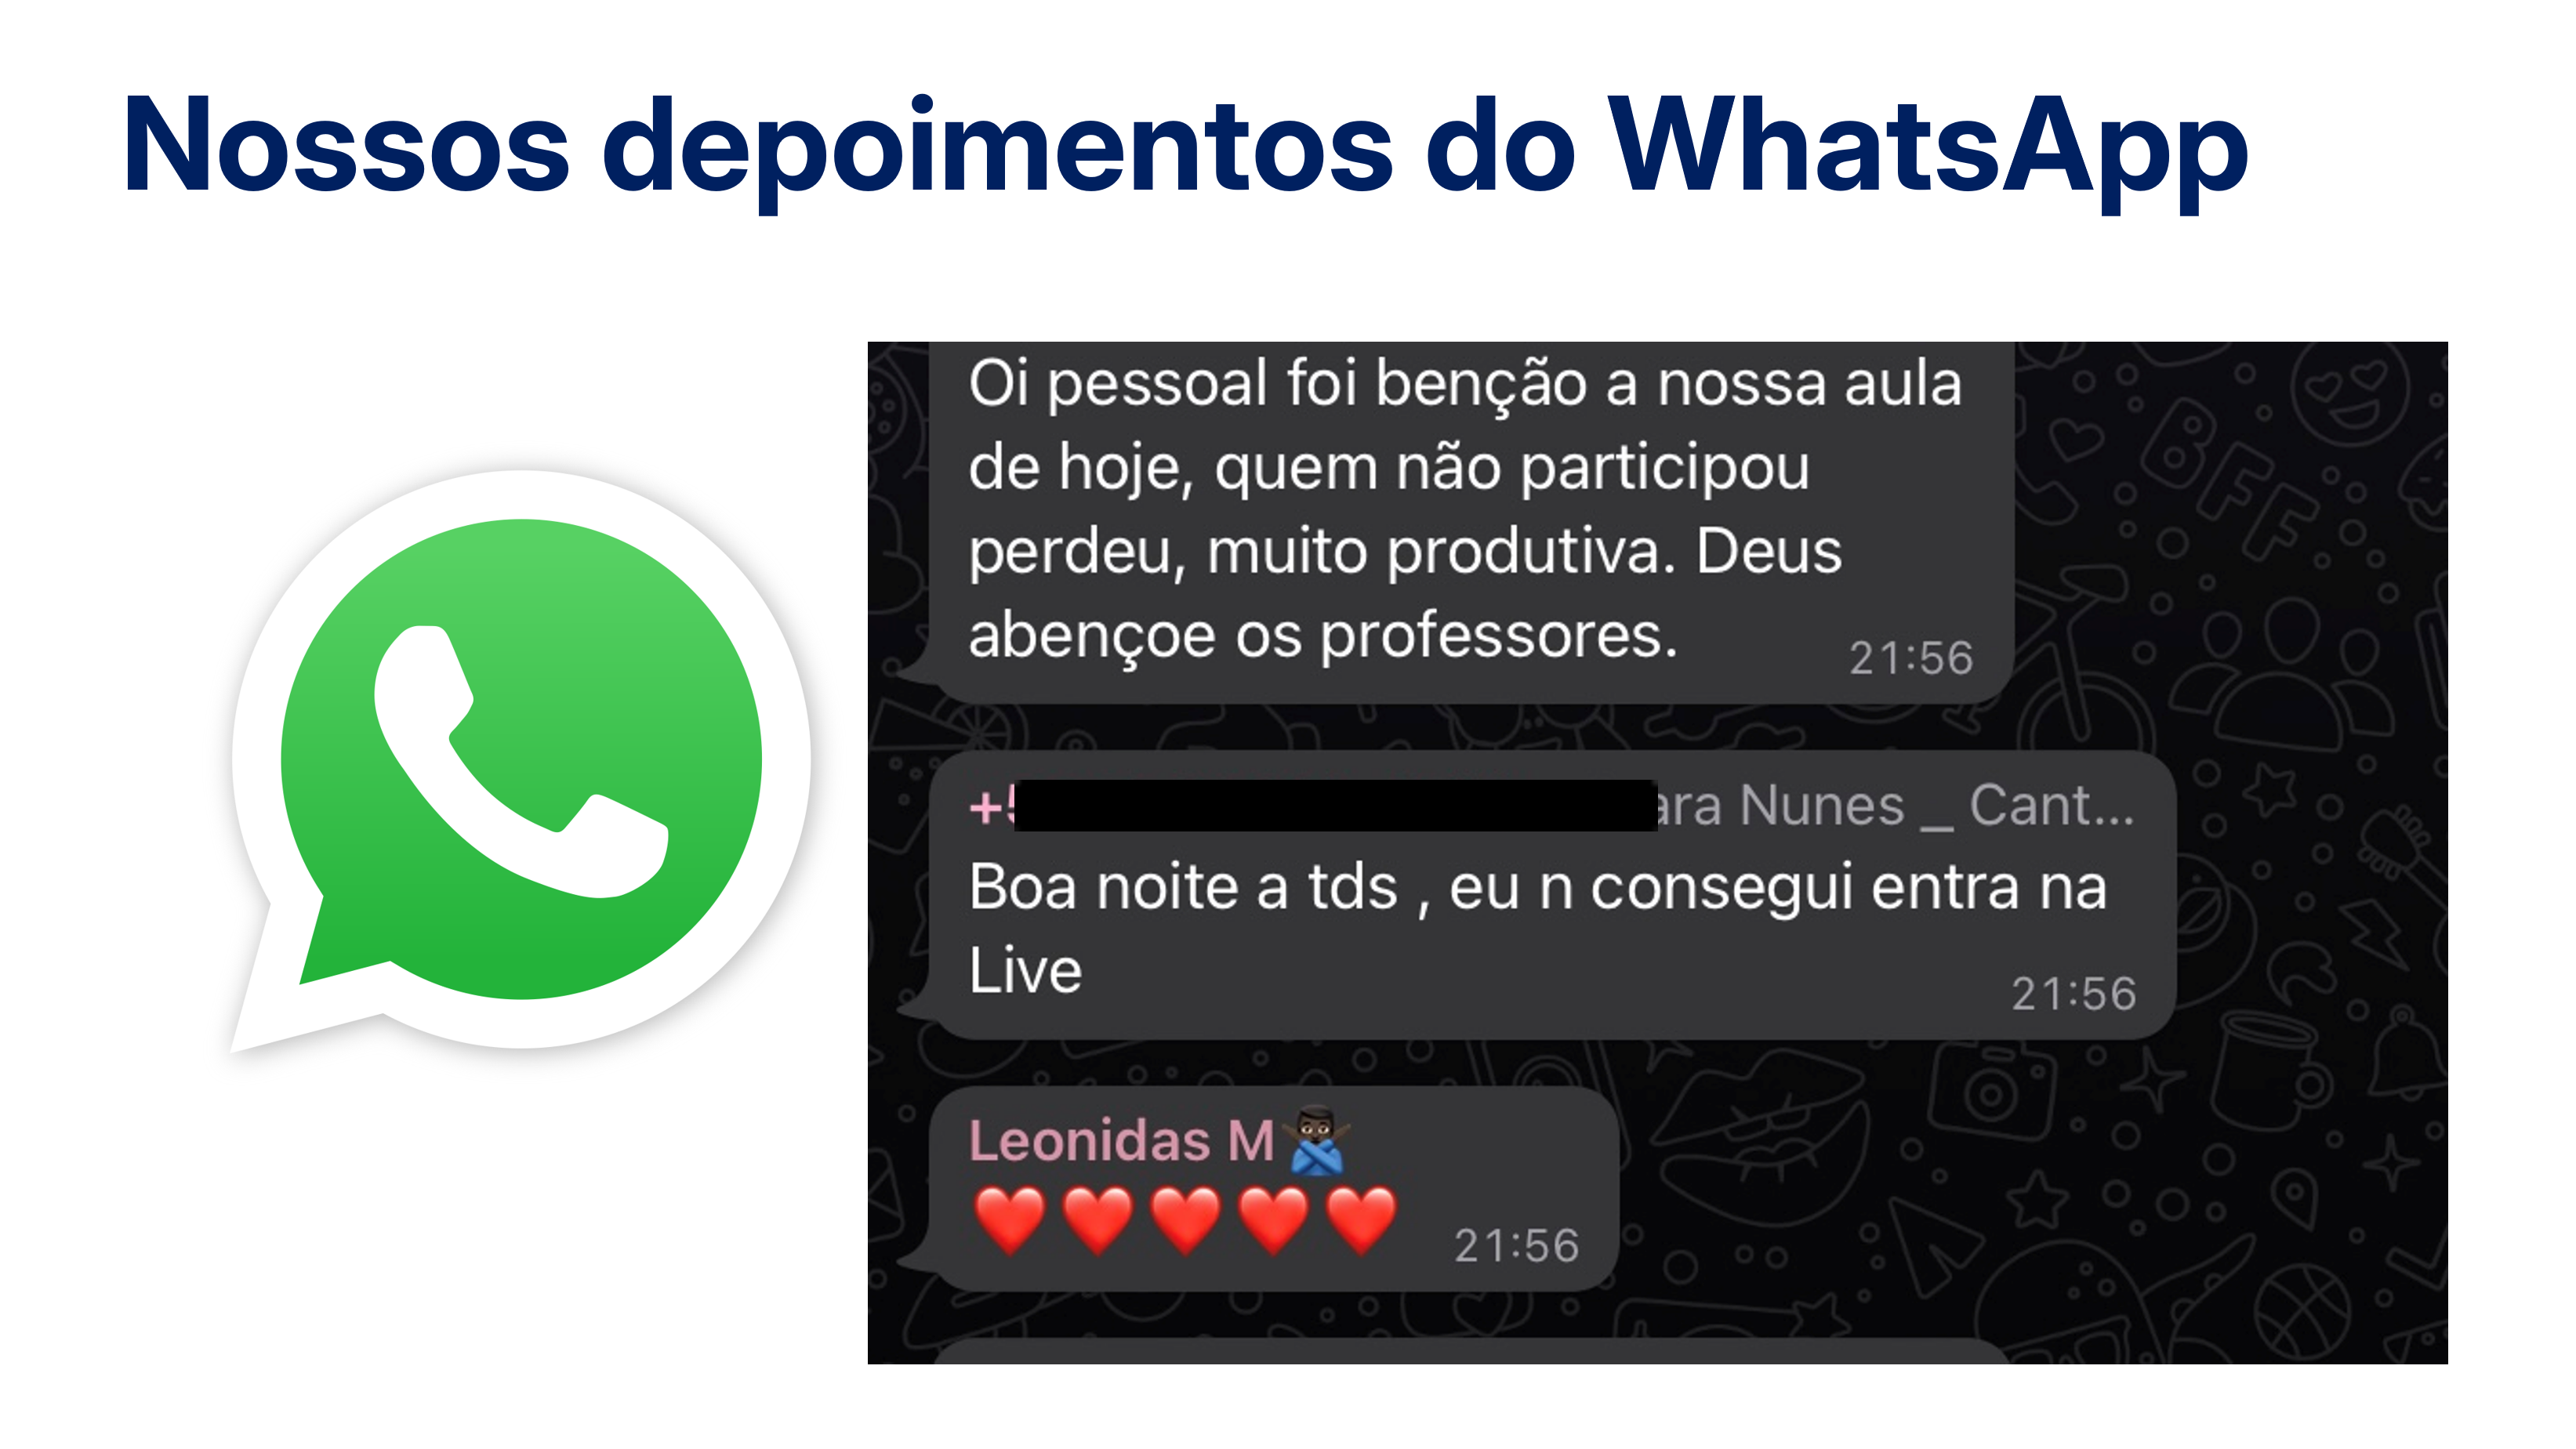 Nossos depoimentos do WhatsApp
Oi pessoal foi benção a nossa aula
de hoje, quem não participou
perdeu, muito produtiva. Deus
abençoe os professores.
21:56
ara Nunes _ Cant...
Boa noite a tds , eu n consegui entra na
Live
21:56
Leonidas M🙅🏿‍♂️
❤️❤️❤️❤️❤️
21:56